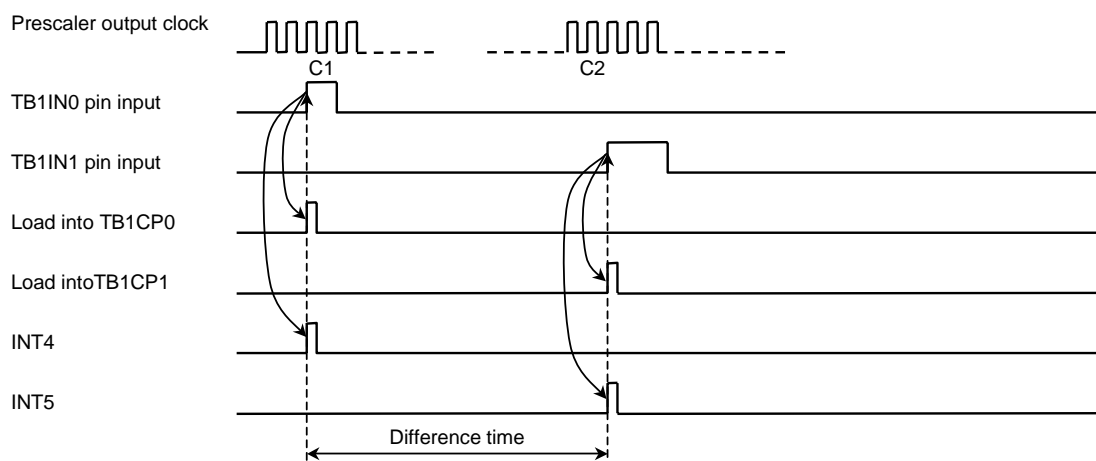 Prescaler output clock
C1
C2
TB1IN0 pin input
TB1IN1 pin input
Load into TB1CP0
Load intoTB1CP1
INT4
INT5
Difference time